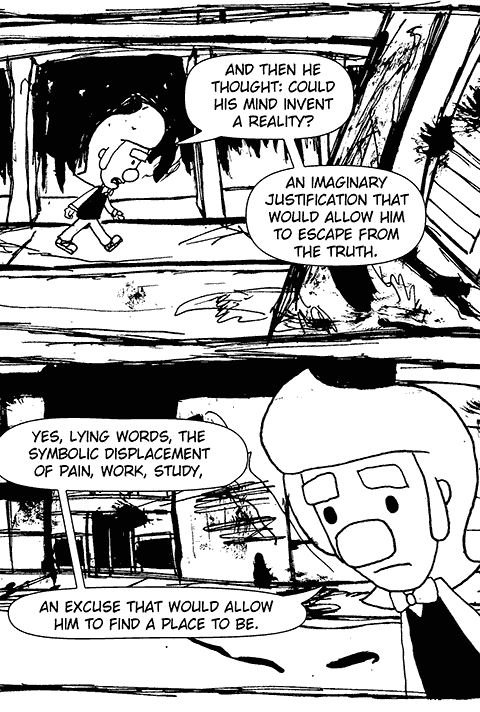 AND THEN HE
THOUGHT: COULD
HIS MIND INVENT
A REALITY?
AN IMAGINARY
JUSTIFICATION THAT
WOULD ALLOW HIM
TO ESCAPE FROM
THE TRUTH.
YES, LYING WORDS, THE
SYMBOLIC DISPLACEMENT
OF PAIN, WORK, STUDY,
AN EXCUSE THAT WOULD ALLOW
HIM TO FIND A PLACE TO BE.